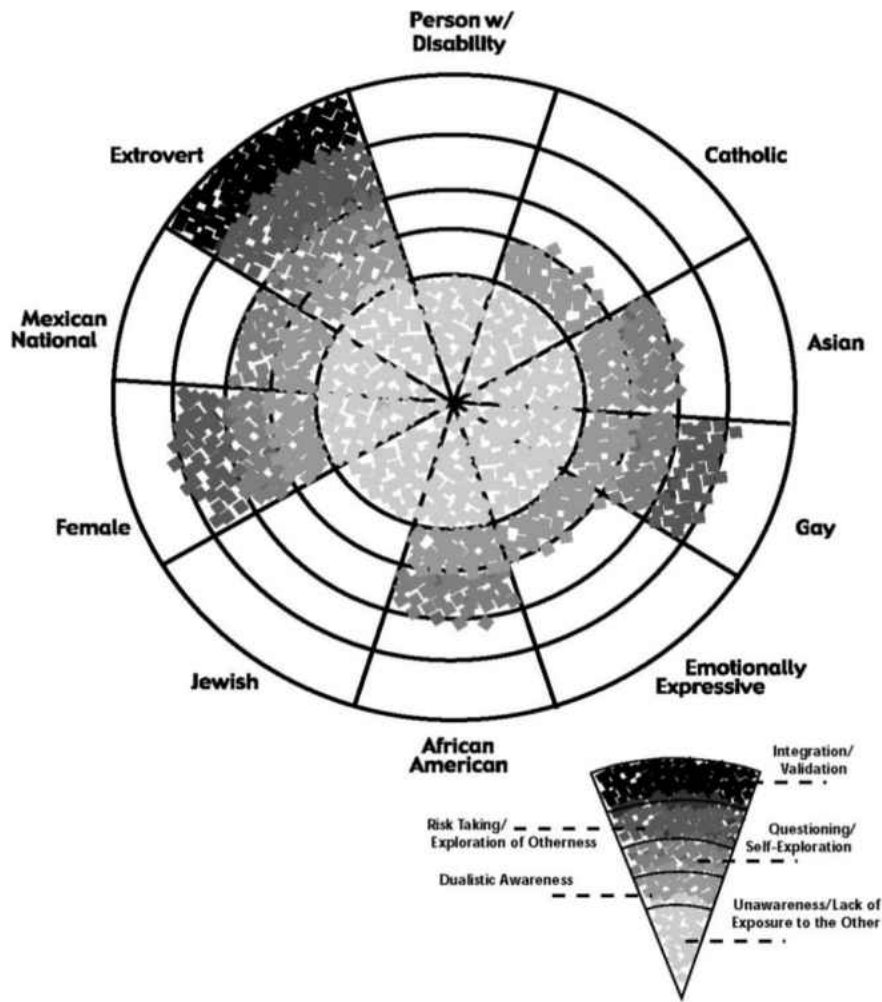 Person w/
Disability
Extrovert
Catholic
Mexican
National
Asian
Female
Gay
Jewish
Emotionally
Expressive
African
American
Integration/
Validation
Risk Taking/
Exploration of Otherness
Questioning/
Self-Exploration
Dualistic Awareness
Unawareness/Lack of
Exposure to the Other